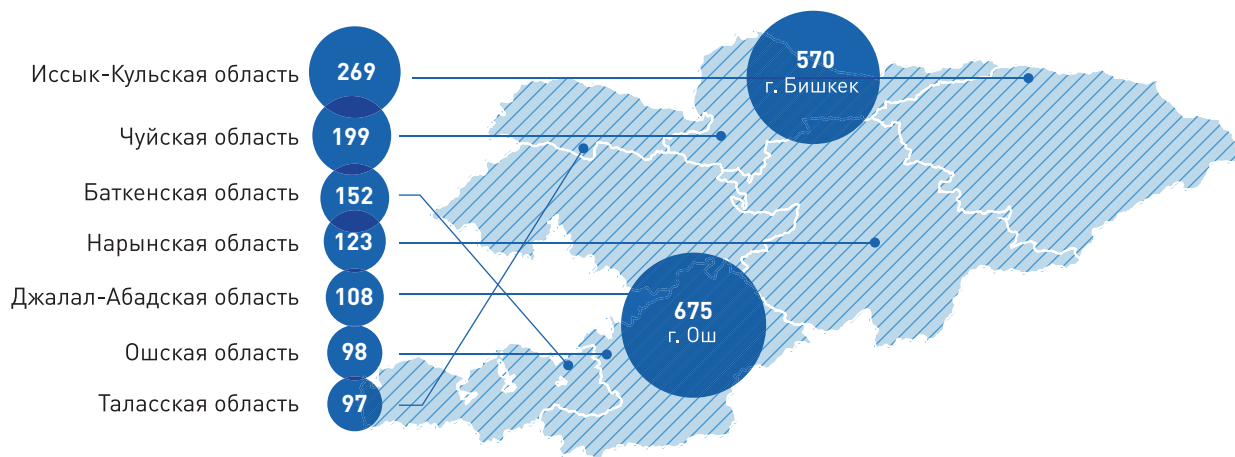 Иссык-Кульская область 269
570
г. Бишкек
Чуйская область 199
Баткенская область 152
Нарынская область 123
Джалал-Абадская область 108
675
г. Ош
Ошская область 98
Таласская область 97